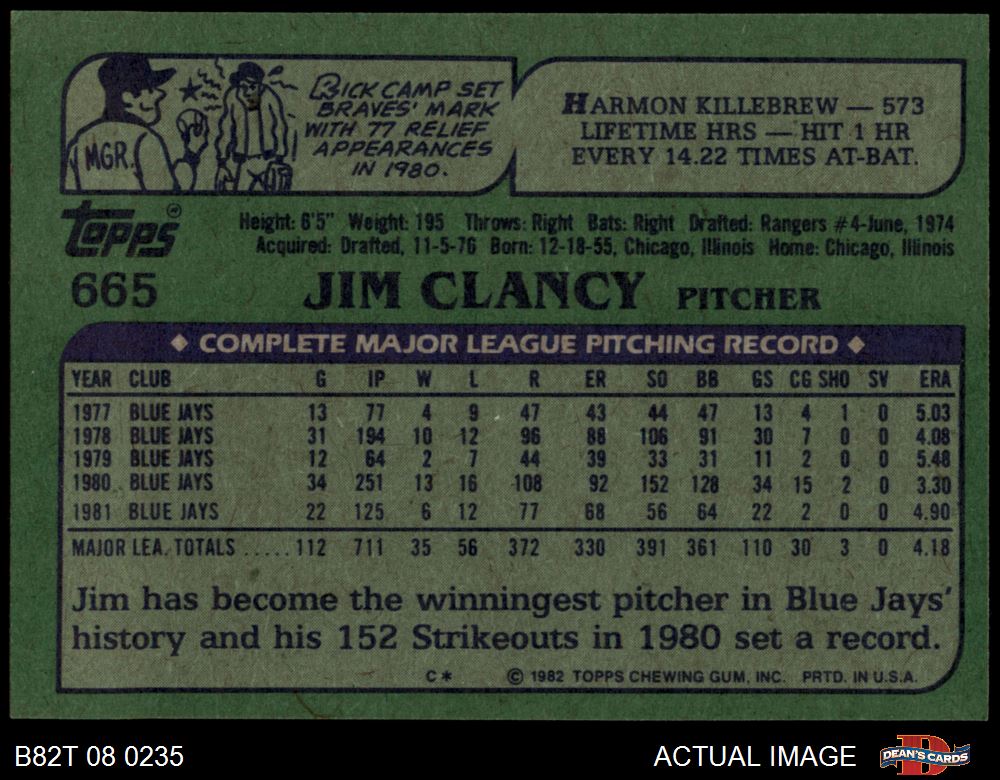 MGR.
RICK CAMP SET
BRAVES' MARK
WITH 77 RELIEF
APPEARANCES
IN 1980.
HARMON KILLEBREW — 573
LIFETIME HRS — HIT 1 HR
EVERY 14.22 TIMES AT-BAT.
Topps®
Height: 6'5" Weight: 195 Throws: Right Bats: Right Drafted: Rangers #4-June, 1974
Acquired: Drafted, 11-5-76 Born: 12-18-55, Chicago, Illinois Home: Chicago, Illinois
665 JIM CLANCY PITCHER
◆ COMPLETE MAJOR LEAGUE PITCHING RECORD ◆
YEAR CLUB G IP W L R ER SO BB GS CG SHO SV ERA
1977 BLUE JAYS 13 77 4 9 47 43 44 47 13 4 1 0 5.03
1978 BLUE JAYS 31 194 10 12 96 88 106 91 30 7 0 0 4.08
1979 BLUE JAYS 12 64 2 7 44 39 33 31 11 2 0 0 5.48
1980 BLUE JAYS 34 251 13 16 108 92 152 128 34 15 2 0 3.30
1981 BLUE JAYS 22 125 6 12 77 68 56 64 22 2 0 0 4.90
MAJOR LEA. TOTALS .....112 711 35 56 372 330 391 361 110 30 3 0 4.18
Jim has become the winningest pitcher in Blue Jays'
history and his 152 Strikeouts in 1980 set a record.
C* © 1982 TOPPS CHEWING GUM, INC. PRTD. IN U.S.A.
B82T 08 0235 ACTUAL IMAGE D DEAN'S CARDS